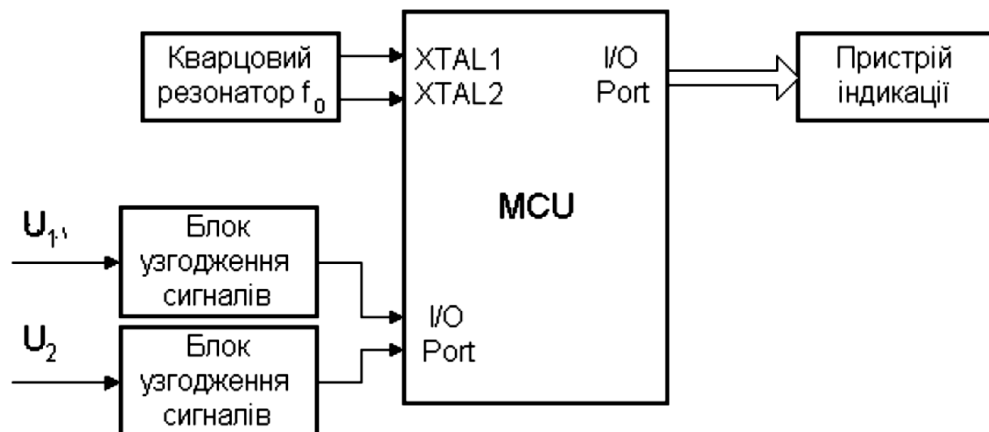 Кварцовий
резонатор f0
XTAL1
XTAL2
I/O
Port
Пристрій
індикації
MCU
U1
Блок
узгодження
сигналів
I/O
Port
U2
Блок
узгодження
сигналів